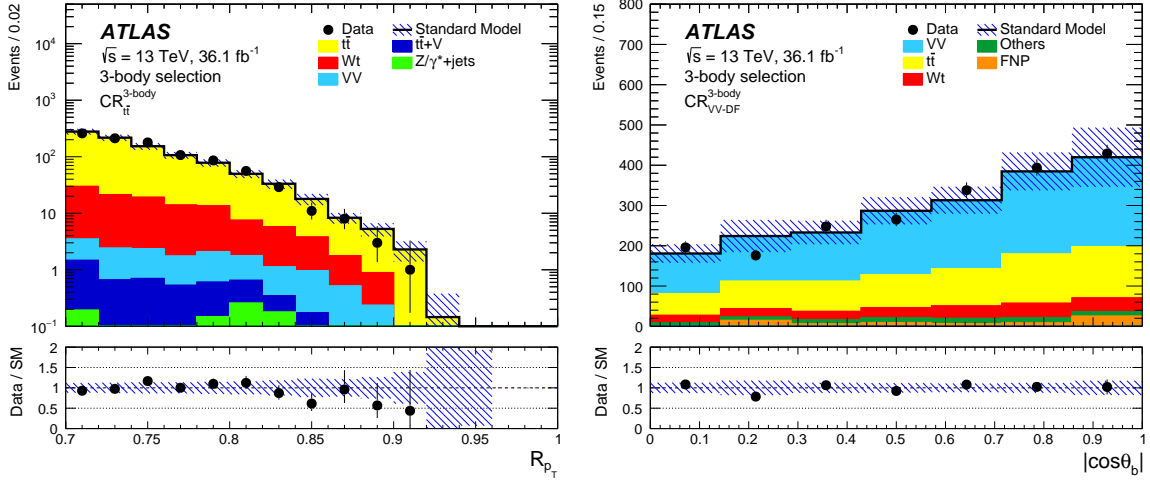 ATLAS
√s = 13 TeV, 36.1 fb⁻¹
3-body selection
CR_{tt̄}^{3-body}
Data
Standard Model
tt̄
tt̄+V
Wt
Z/γ*+jets
VV
Events / 0.02
10⁴
10³
10²
10
1
10⁻¹
Data / SM
2
1.5
1
0.5
0
0.7 0.75 0.8 0.85 0.9 0.95 1
R_{p_T}
ATLAS
√s = 13 TeV, 36.1 fb⁻¹
3-body selection
CR_{VV-DF}^{3-body}
Data
Standard Model
VV
Others
tt̄
FNP
Wt
Events / 0.15
800
700
600
500
400
300
200
100
0
Data / SM
2
1.5
1
0.5
0
0 0.1 0.2 0.3 0.4 0.5 0.6 0.7 0.8 0.9 1
|cosθ_b|